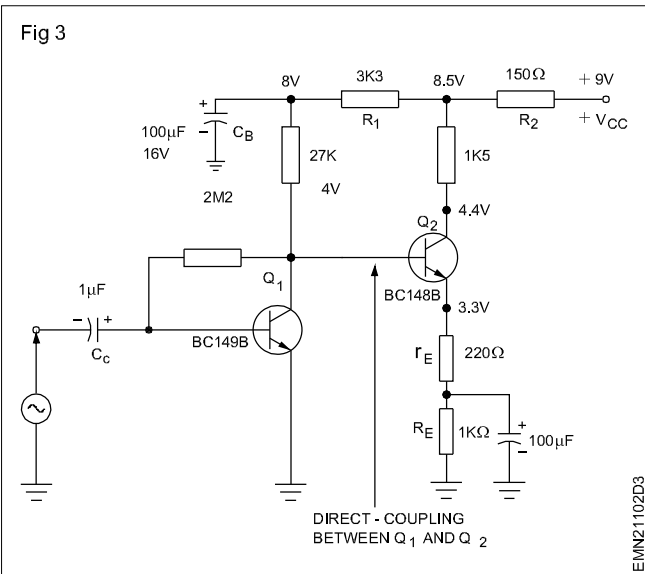 Fig 3
8V
3K3
8.5V
150Ω
+ 9V
+
100μF
−
16V
C_B
R_1
R_2
+ V_CC
27K
1K5
4V
2M2
Q_2
4.4V
1μF
Q_1
BC148B
− +
BC149B
3.3V
C_c
r_E
220Ω
R_E
1KΩ
+
−
100μF
DIRECT - COUPLING
BETWEEN Q_1 AND Q_2
EMN21102D3